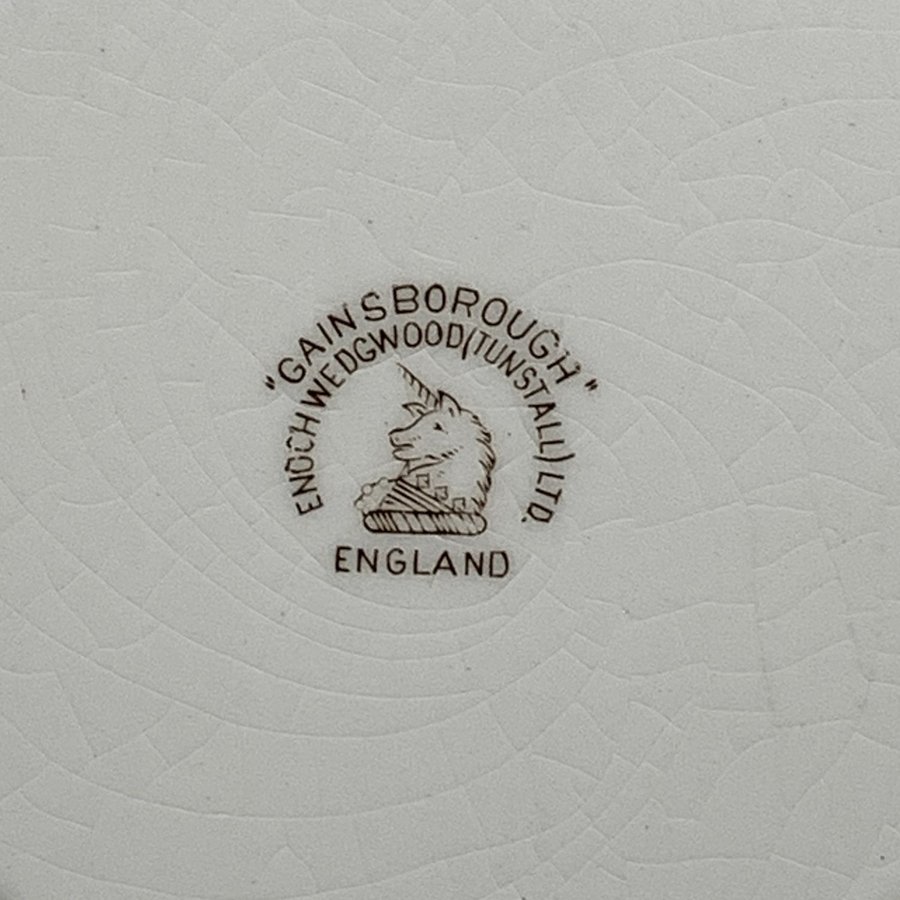 "GAINSBOROUGH"
ENOCH WEDGWOOD (TUNSTALL) LTD.
ENGLAND